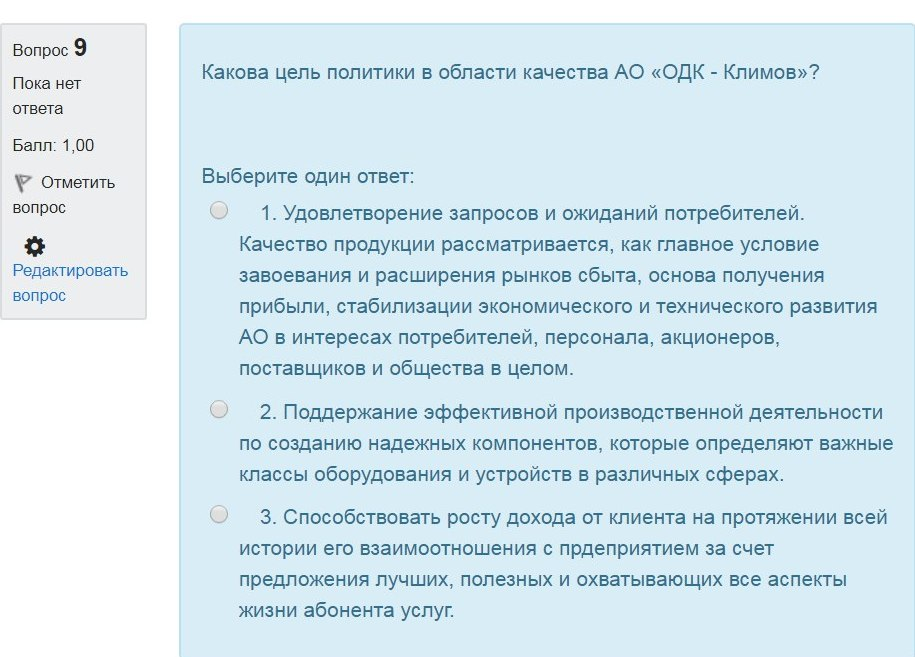 Вопрос 9
Пока нет
ответа
Балл: 1,00
Отметить
вопрос
Редактировать
вопрос
Какова цель политики в области качества АО «ОДК - Климов»?
Выберите один ответ:
1. Удовлетворение запросов и ожиданий потребителей.
Качество продукции рассматривается, как главное условие
завоевания и расширения рынков сбыта, основа получения
прибыли, стабилизации экономического и технического развития
АО в интересах потребителей, персонала, акционеров,
поставщиков и общества в целом.
2. Поддержание эффективной производственной деятельности
по созданию надежных компонентов, которые определяют важные
классы оборудования и устройств в различных сферах.
3. Способствовать росту дохода от клиента на протяжении всей
истории его взаимоотношения с прдеприятием за счет
предложения лучших, полезных и охватывающих все аспекты
жизни абонента услуг.